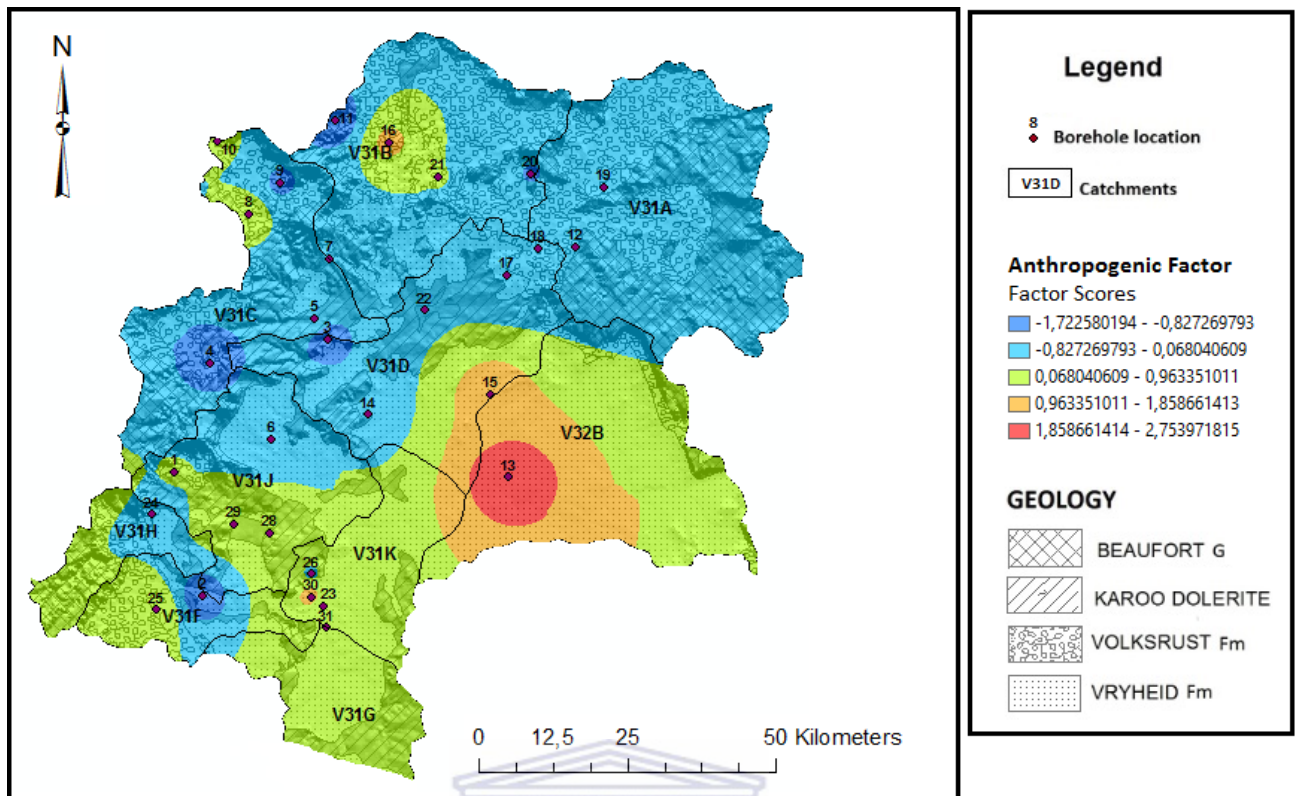 N
11
16
V31B
10
21
20
9
19
8
V31A
7
18
12
17
5
22
V31C
3
4
V31D
15
14
V32B
6
13
1
V31J
24
29
28
V31H
V31K
26
30
2
23
25
V31F
31
V31G
0 12,5 25 50 Kilometers
Legend
8
Borehole location
V31D Catchments
Anthropogenic Factor
Factor Scores
-1,722580194 - -0,827269793
-0,827269793 - 0,068040609
0,068040609 - 0,963351011
0,963351011 - 1,858661413
1,858661414 - 2,753971815
GEOLOGY
BEAUFORT G
KAROO DOLERITE
VOLKSRUST Fm
VRYHEID Fm